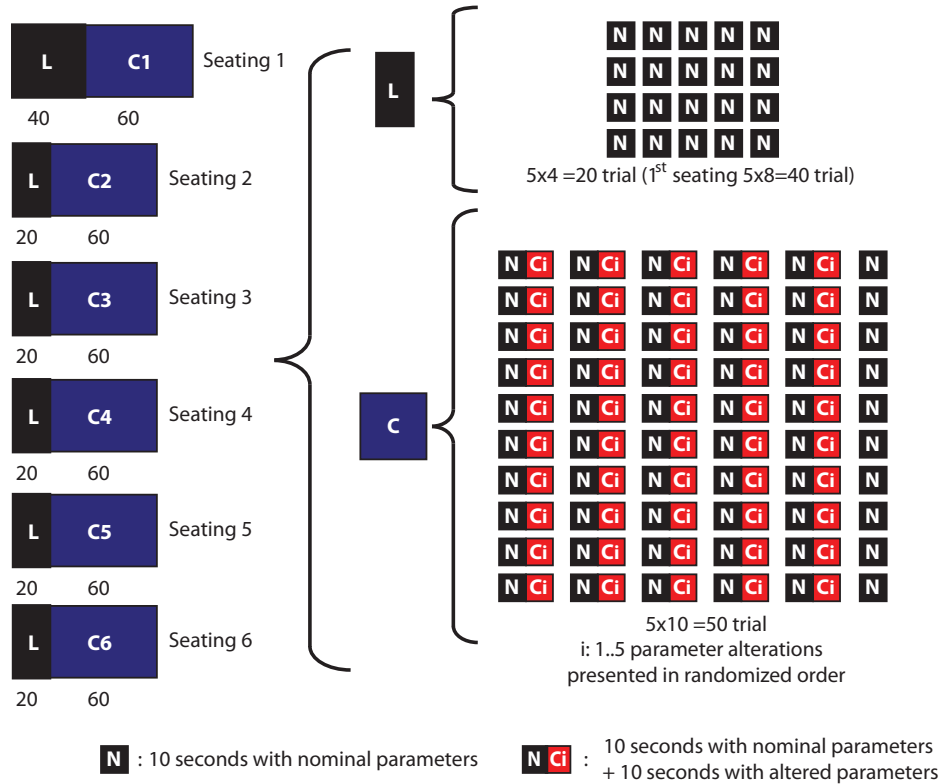 L C1 Seating 1
40 60
L C2 Seating 2
20 60
L C3 Seating 3
20 60
L C4 Seating 4
20 60
L C5 Seating 5
20 60
L C6 Seating 6
20 60
L
N N N N N
N N N N N
N N N N N
N N N N N
5x4 =20 trial (1st seating 5x8=40 trial)
C
N Ci N Ci N Ci N Ci N Ci N
N Ci N Ci N Ci N Ci N Ci N
N Ci N Ci N Ci N Ci N Ci N
N Ci N Ci N Ci N Ci N Ci N
N Ci N Ci N Ci N Ci N Ci N
N Ci N Ci N Ci N Ci N Ci N
N Ci N Ci N Ci N Ci N Ci N
N Ci N Ci N Ci N Ci N Ci N
N Ci N Ci N Ci N Ci N Ci N
N Ci N Ci N Ci N Ci N Ci N
5x10 =50 trial
i: 1..5 parameter alterations
presented in randomized order
N : 10 seconds with nominal parameters
N Ci : 10 seconds with nominal parameters
+ 10 seconds with altered parameters